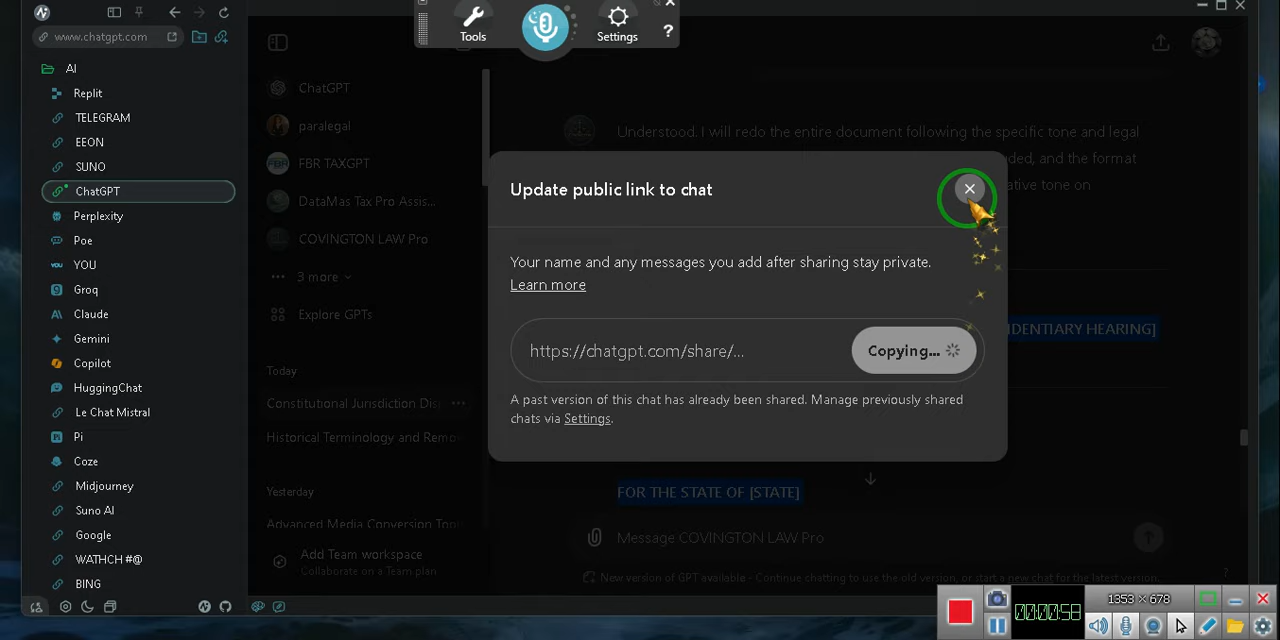 www.chatgpt.com
AI
Replit
TELEGRAM
EEON
SUNO
ChatGPT
Perplexity
Poe
YOU
Groq
Claude
Gemini
Copilot
HuggingChat
Le Chat Mistral
Pi
Coze
Midjourney
Suno AI
Google
WATHCH #@
BING
Tools
Settings
?
ChatGPT
paralegal
FBR TAXGPT
DataMas Tax Pro Assis...
COVINGTON LAW Pro
3 more
Explore GPTs
Today
Constitutional Jurisdiction Dis
Historical Terminology and Remo
Yesterday
Advanced Media Conversion Tool
Add Team workspace
Collaborate on a Team plan
Understood. I will redo the entire document following the specific tone and legal
ded, and the format
ative tone on
Update public link to chat
Your name and any messages you add after sharing stay private.
Learn more
https://chatgpt.com/share/...
Copying...
A past version of this chat has already been shared. Manage previously shared
chats via Settings.
IDENTIARY HEARING]
FOR THE STATE OF [STATE]
Message COVINGTON LAW Pro
New version of GPT available - Continue chatting to use the old version, or start a new chat for the latest version.
?
00:00:58
1353 × 678